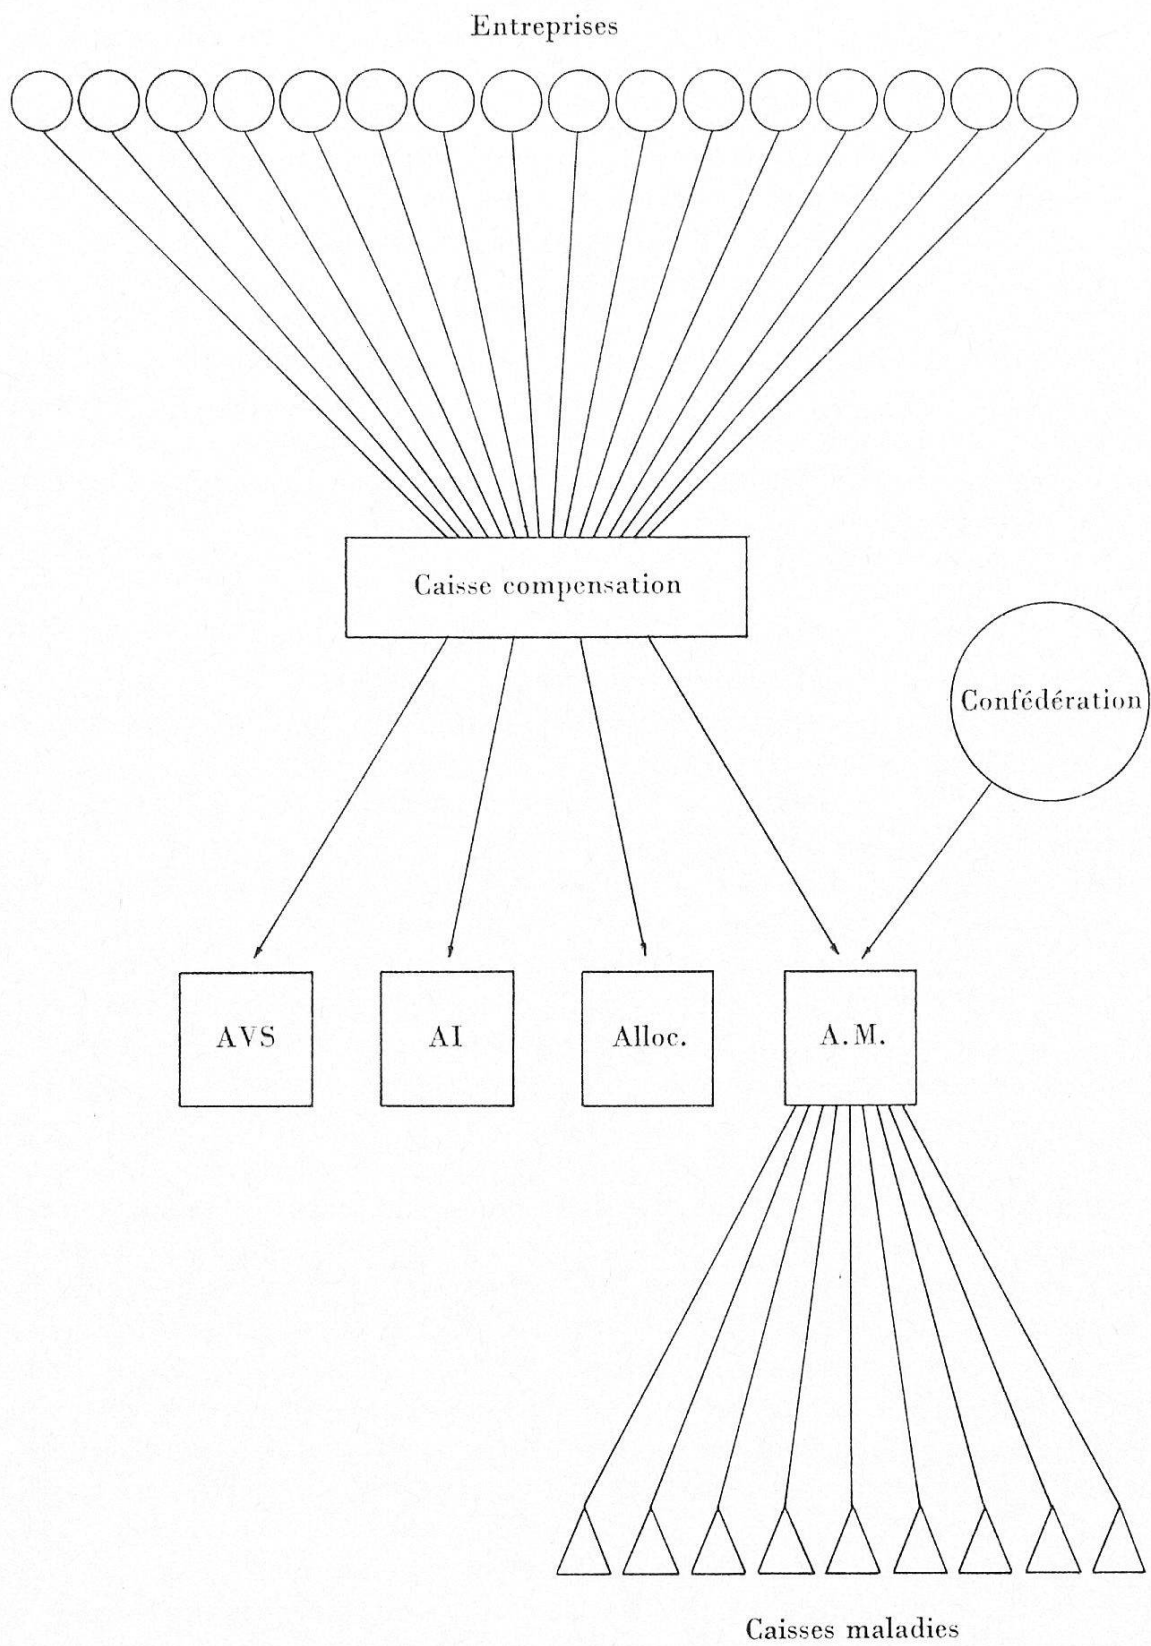 Entreprises
Caisse compensation
Confédération
AVS
AI
Alloc.
A.M.
Caisses maladies